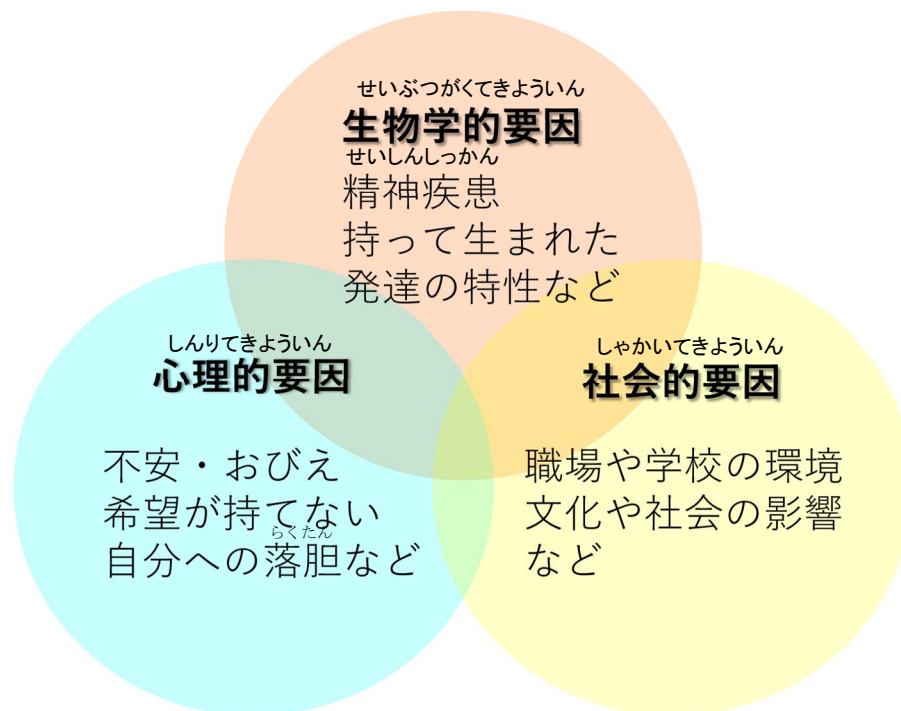 せいぶつがくてきよういん
生物学的要因
せいしんしっかん
精神疾患
持って生まれた
発達の特性など
しんりてきよういん
心理的要因
不安・おびえ
希望が持てない
らくたん
自分への落胆など
しゃかいてきよういん
社会的要因
職場や学校の環境
文化や社会の影響
など